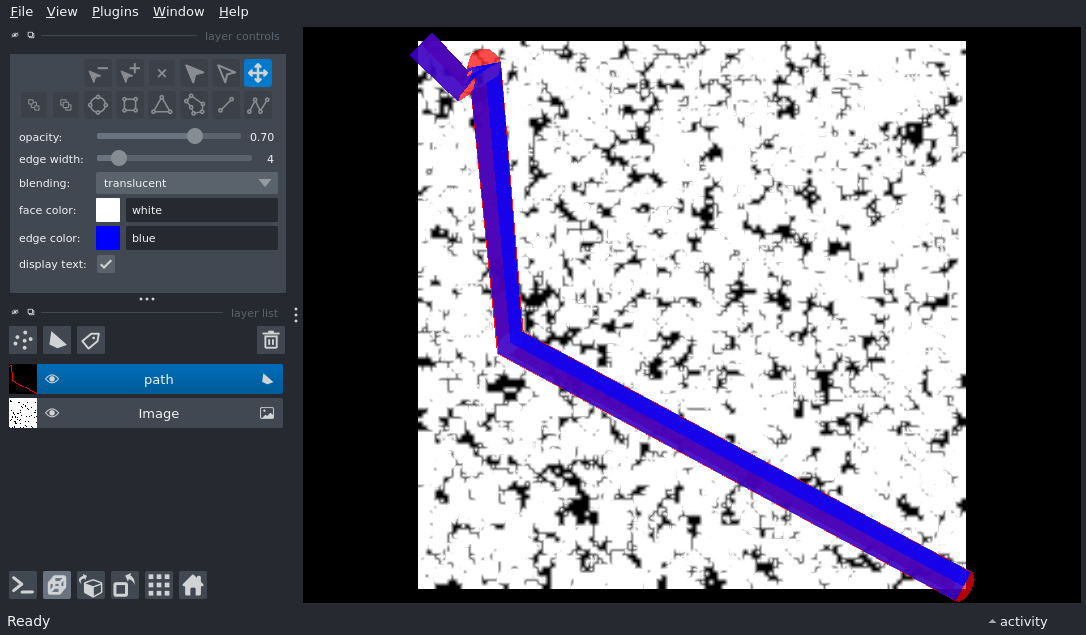 File View Plugins Window Help
layer controls
opacity: 0.70
edge width: 4
blending: translucent
face color: white
edge color: blue
display text:
layer list
path
Image
Ready
activity